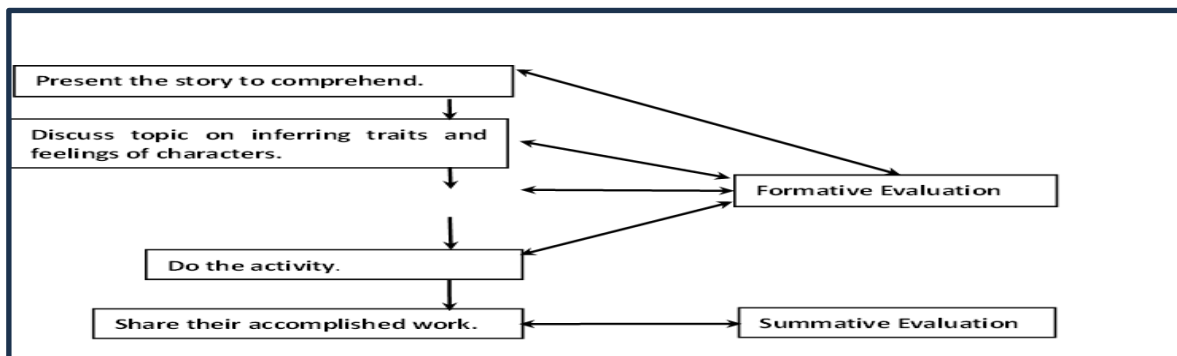 Present the story to comprehend.
Discuss topic on inferring traits and
feelings of characters.
Formative Evaluation
Do the activity.
Share their accomplished work.
Summative Evaluation